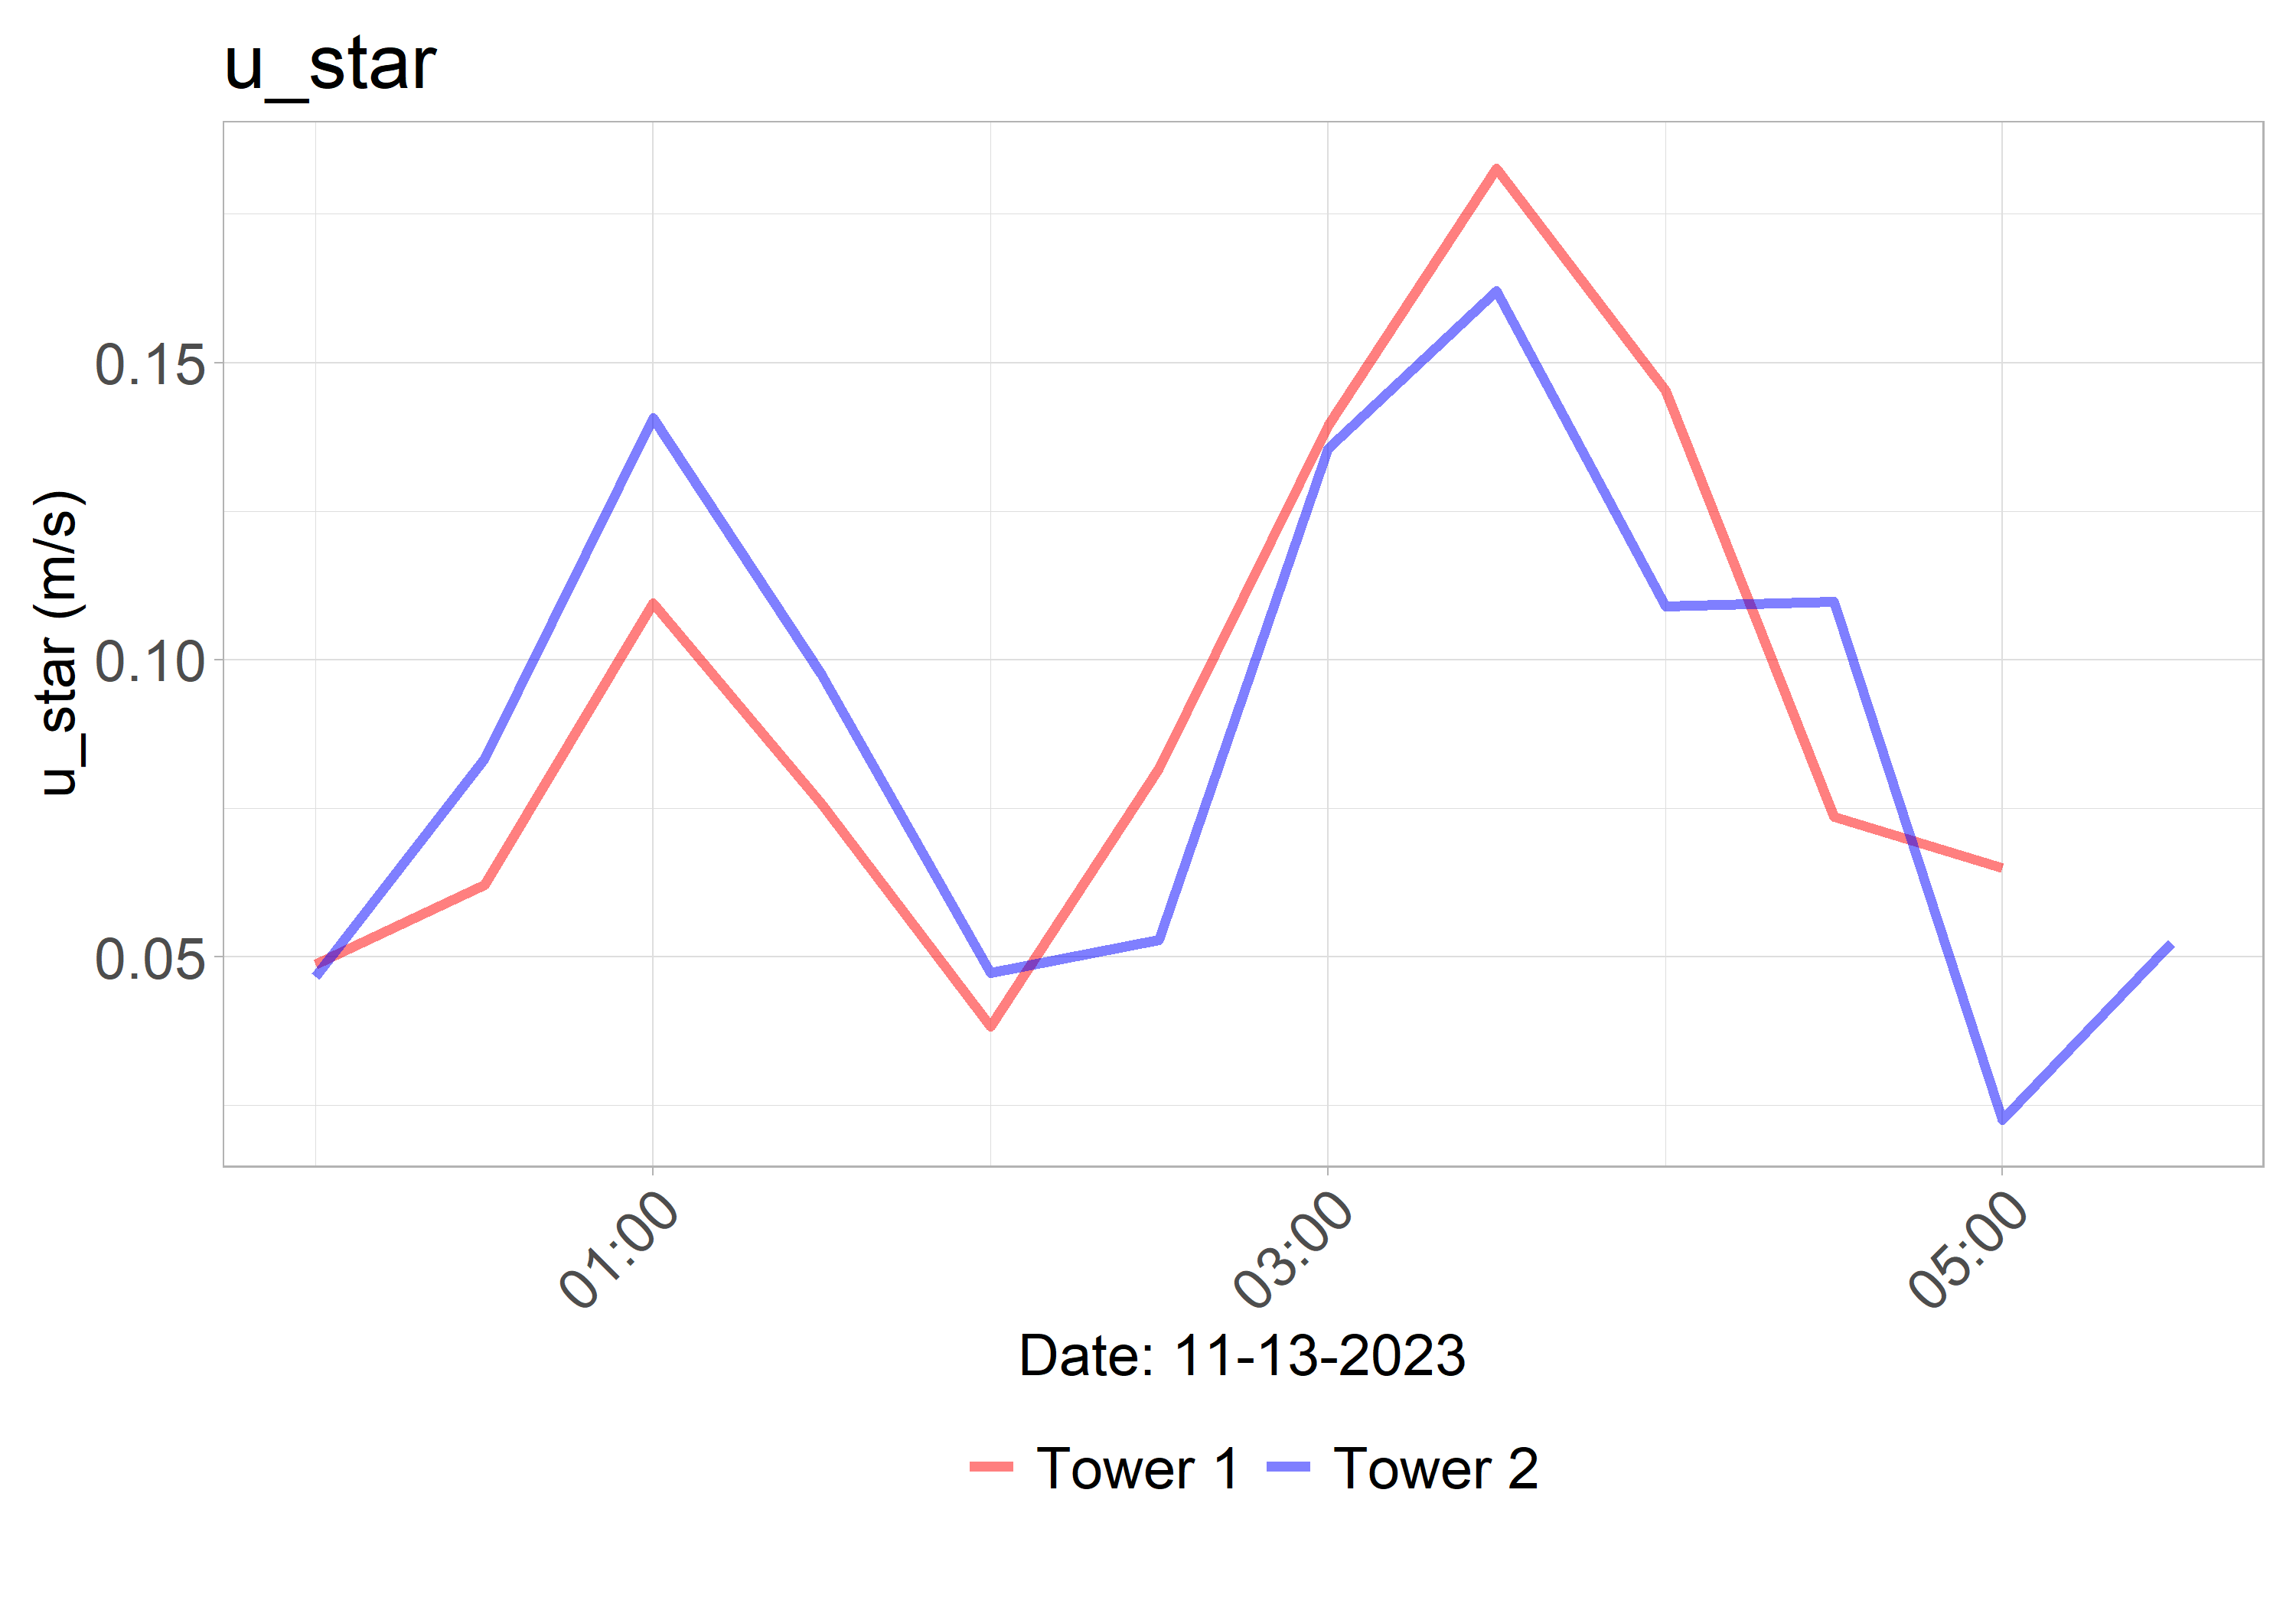 u_star
u_star (m/s)
0.15
0.10
0.05
01:00 03:00 05:00
Date: 11-13-2023
Tower 1 Tower 2